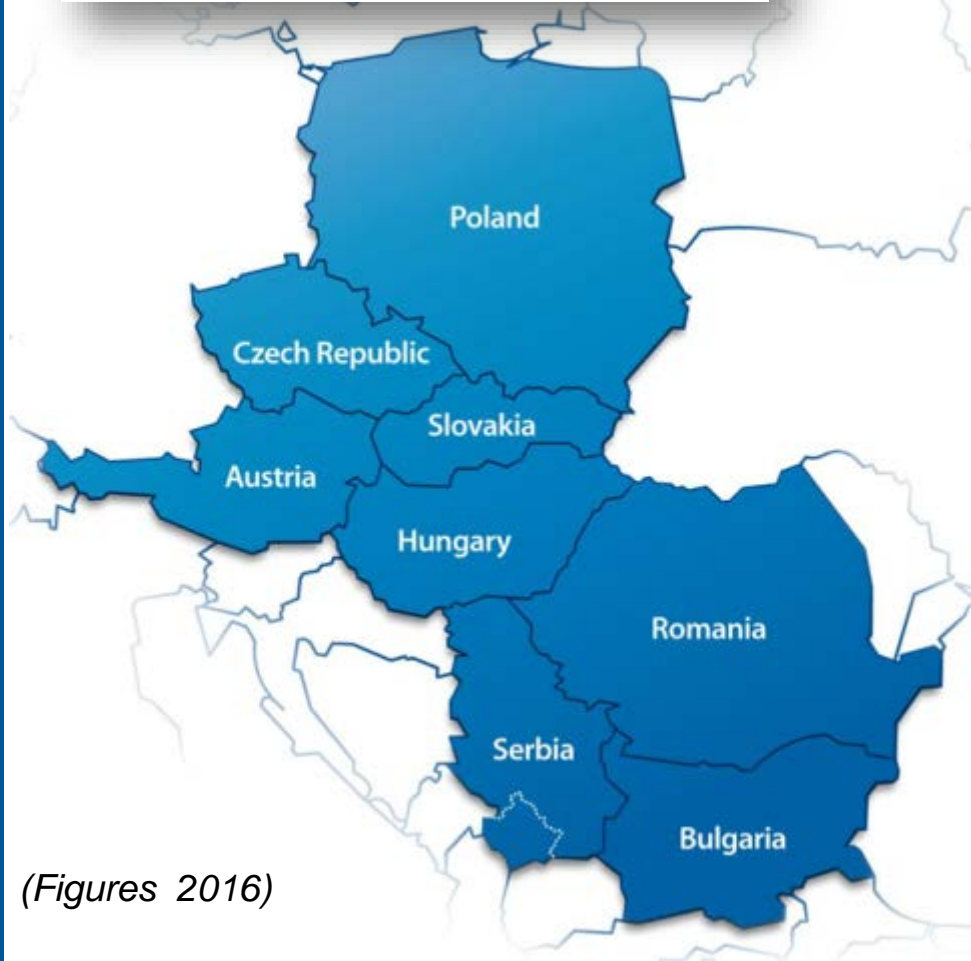 Poland
Czech Republic
Slovakia
Austria
Hungary
Romania
Serbia
Bulgaria
(Figures 2016)